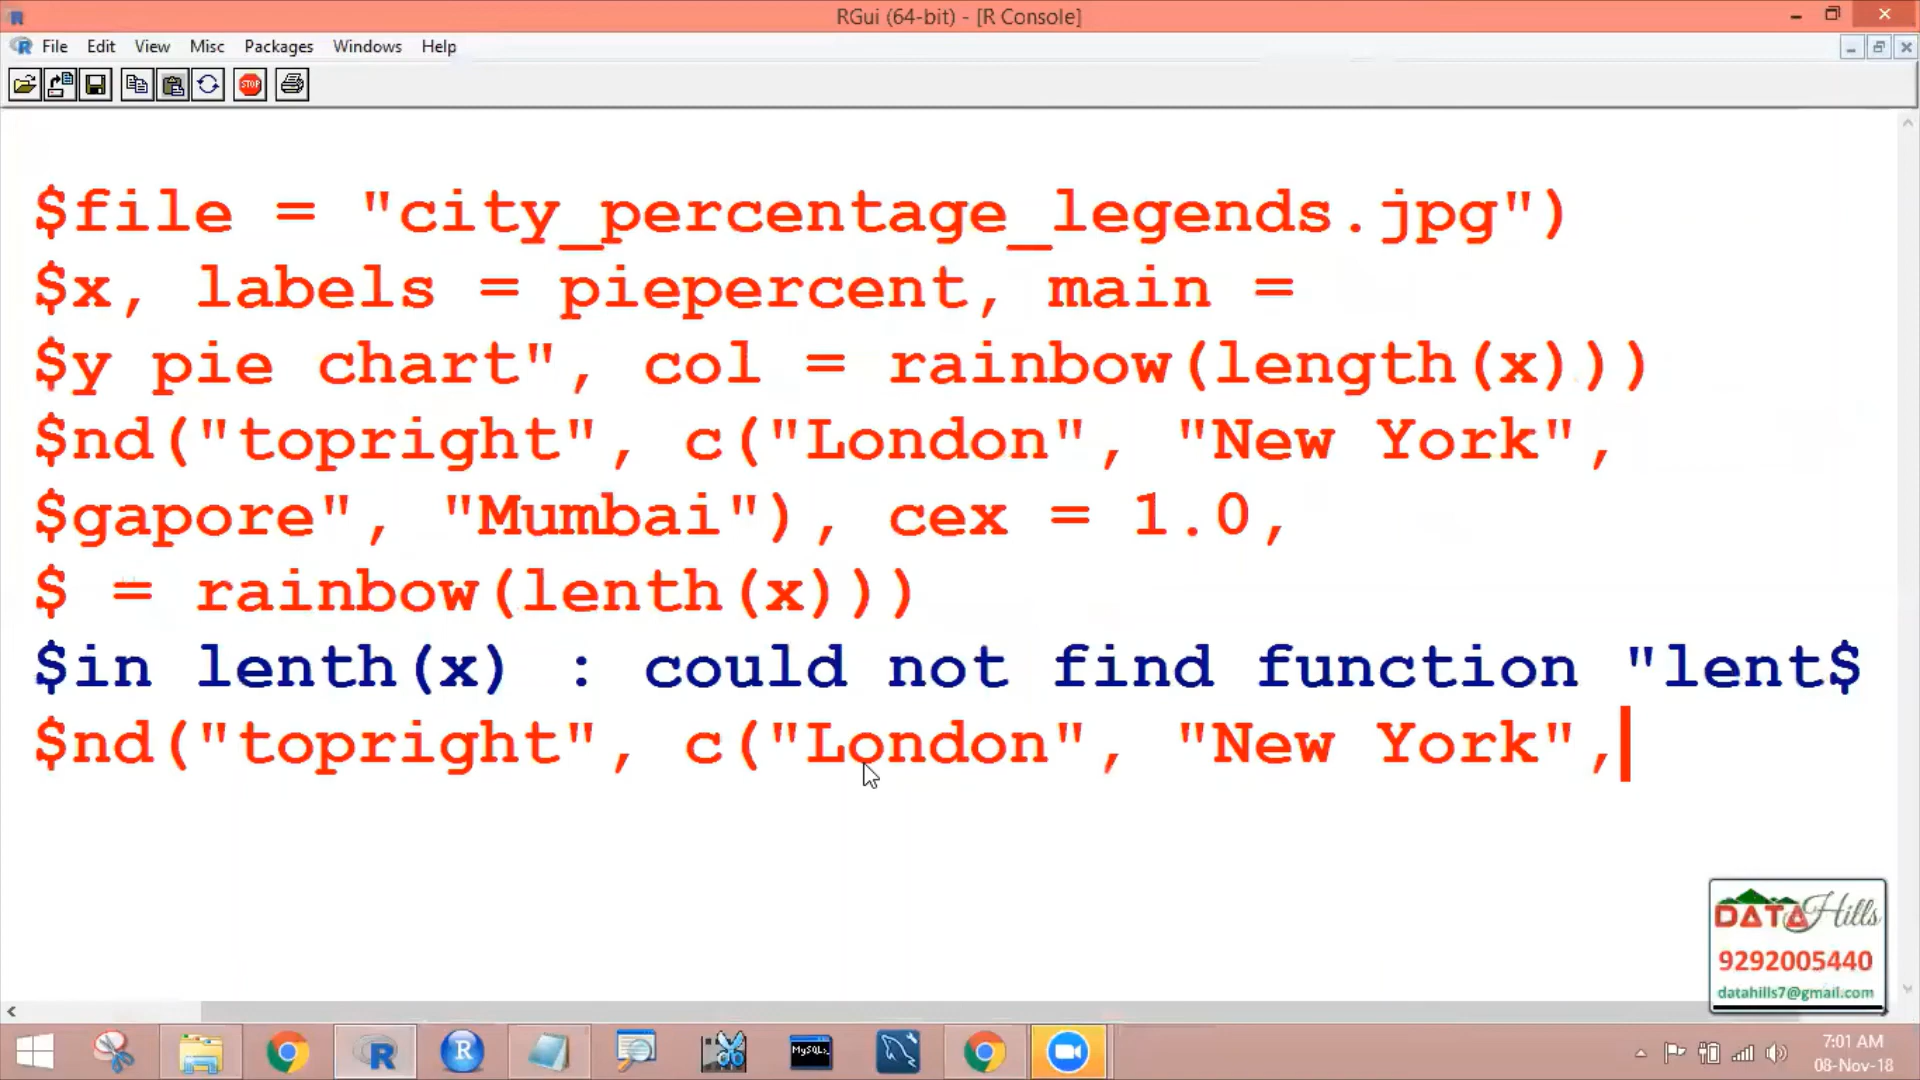 RGui (64-bit) - [R Console]
File Edit View Misc Packages Windows Help
STOP
$file = "city_percentage_legends.jpg")
$x, labels = piepercent, main =
$y pie chart", col = rainbow(length(x)))
$nd("topright", c("London", "New York",
$gapore", "Mumbai"), cex = 1.0,
$ = rainbow(lenth(x)))
$in lenth(x) : could not find function "lent$
$nd("topright", c("London", "New York",
DATAHills
9292005440
datahills7@gmail.com
MySQL
7:01 AM
08-Nov-18